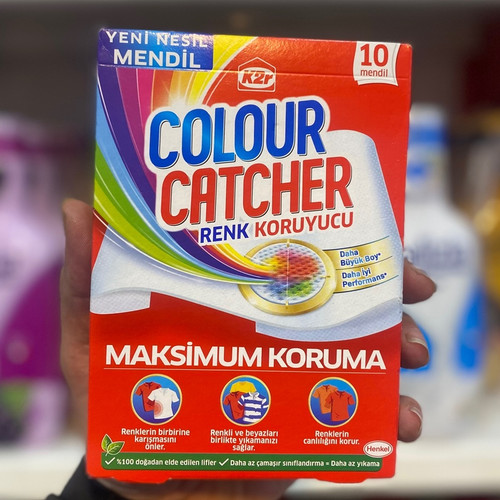 YENİ NESİL
MENDİL
K2r
10
mendil
COLOUR
CATCHER
RENK KORUYUCU
Daha
Büyük Boy*
Daha İyi
Performans*
MAKSİMUM KORUMA
Renklerin birbirine
karışmasını
önler.
Renkli ve beyazları
birlikte yıkamanızı
sağlar.
Renklerin
canlılığını korur.
Henkel
%100 doğadan elde edilen lifler ✓ Daha az çamaşır sınıflandırma = Daha az yıkama